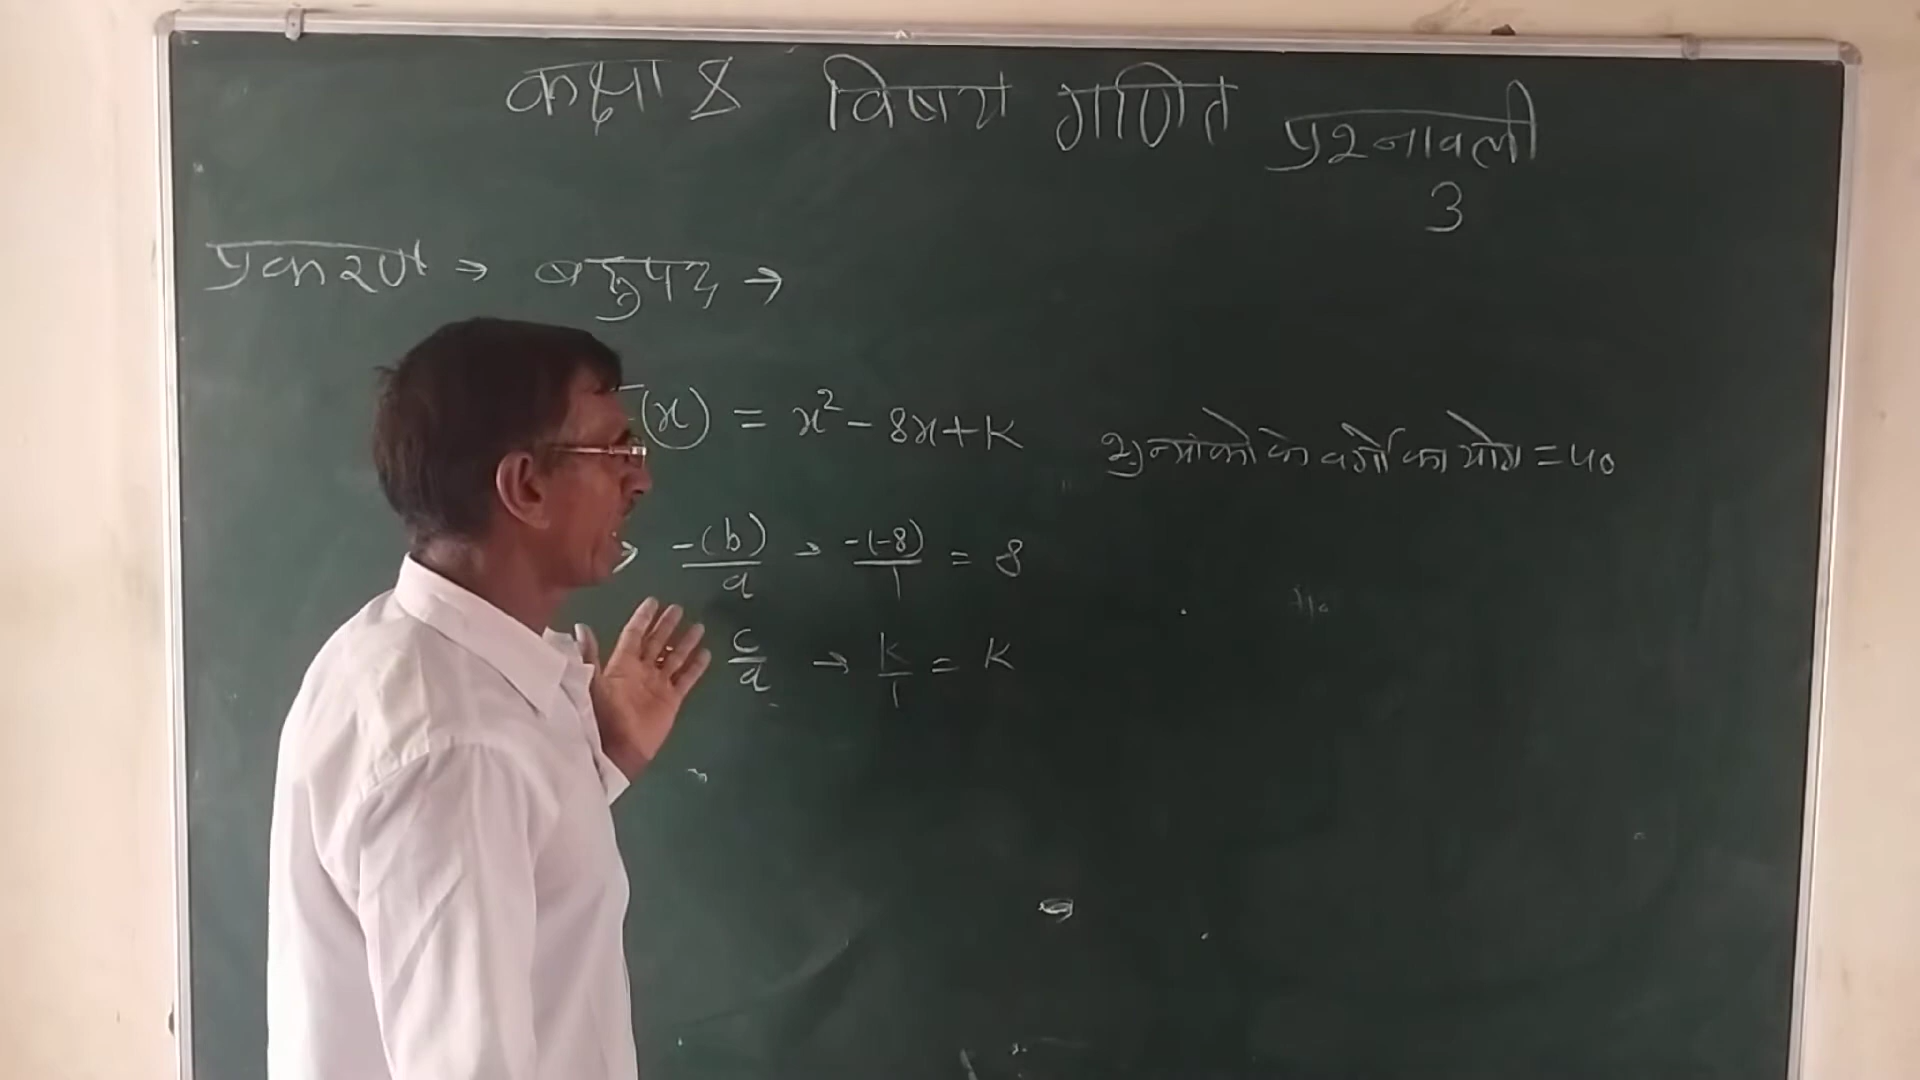 कक्षा 8 विषय गणित प्रश्नावली
3
प्रकरण → बहुपद →
(x) = x² - 8x + k
शुन्यांको के वर्गो का योग = 40
-(b)/a → -(-8)/1 = 8
c/a → k/1 = k